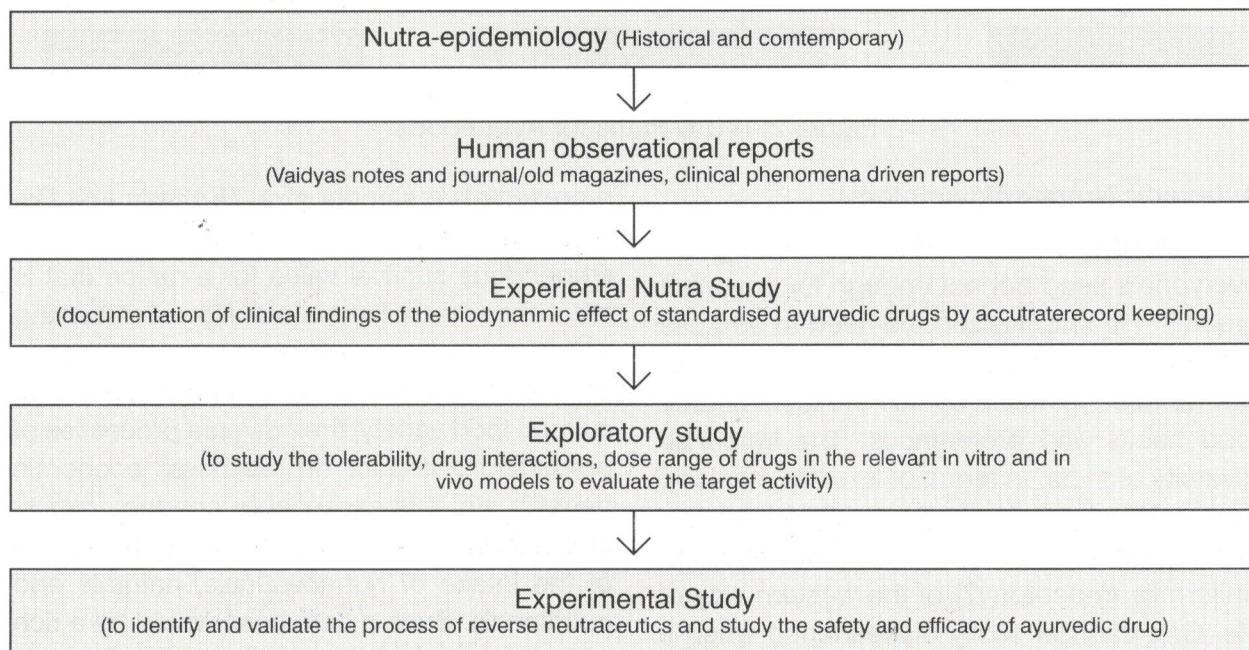 Nutra-epidemiology (Historical and comtemporary)
Human observational reports
(Vaidyas notes and journal/old magazines, clinical phenomena driven reports)
Experiental Nutra Study
(documentation of clinical findings of the biodynanmic effect of standardised ayurvedic drugs by accutraterecord keeping)
Exploratory study
(to study the tolerability, drug interactions, dose range of drugs in the relevant in vitro and in
vivo models to evaluate the target activity)
Experimental Study
(to identify and validate the process of reverse neutraceutics and study the safety and efficacy of ayurvedic drug)